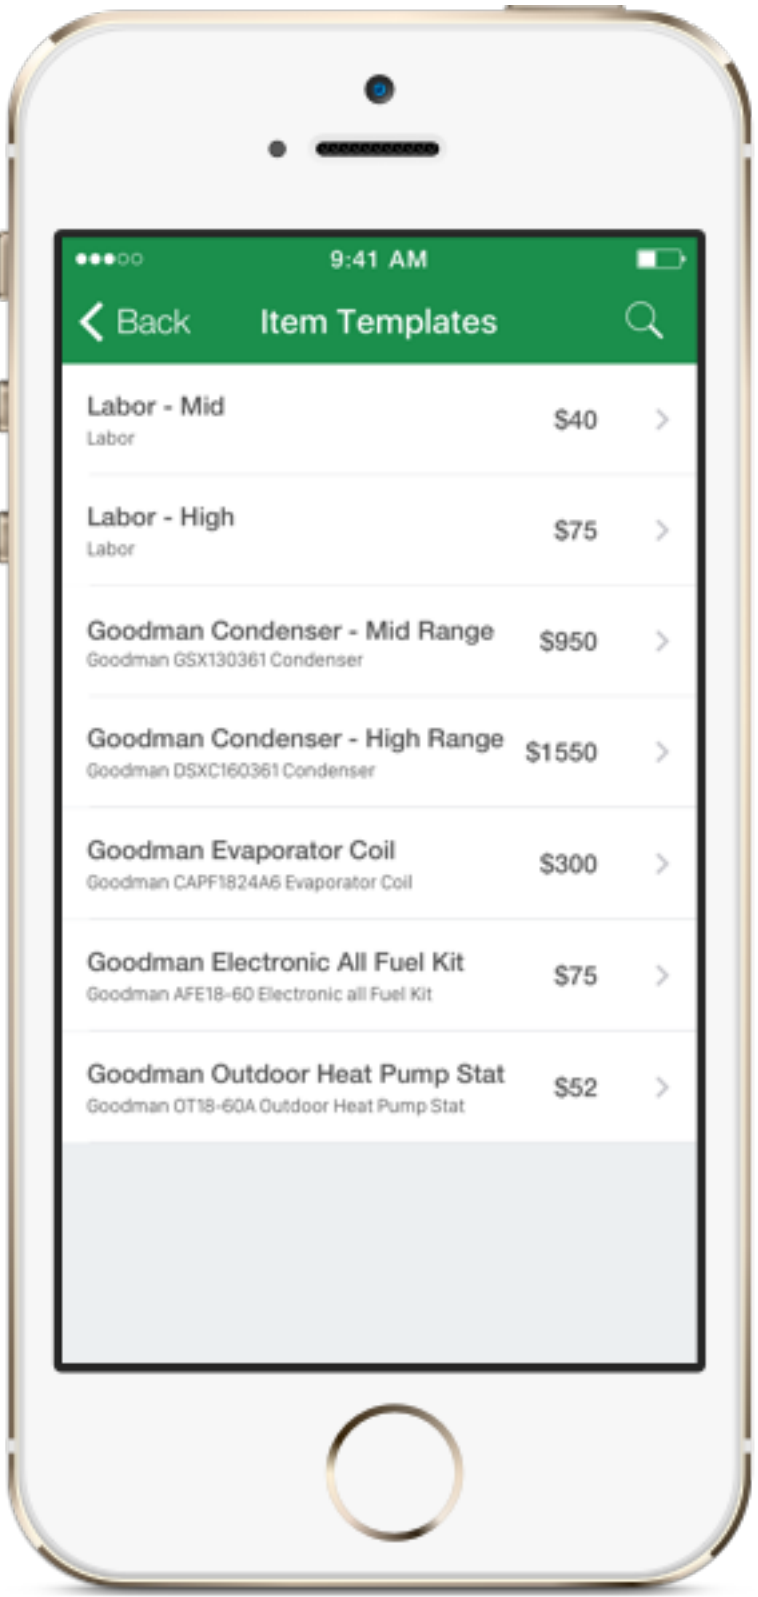 9:41 AM
Back
Item Templates
Labor - Mid
Labor
$40
Labor - High
Labor
$75
Goodman Condenser - Mid Range
Goodman GSX130361 Condenser
$950
Goodman Condenser - High Range
Goodman DSXC160361 Condenser
$1550
Goodman Evaporator Coil
Goodman CAPF1824A6 Evaporator Coil
$300
Goodman Electronic All Fuel Kit
Goodman AFE18-60 Electronic all Fuel Kit
$75
Goodman Outdoor Heat Pump Stat
Goodman OT18-60A Outdoor Heat Pump Stat
$52